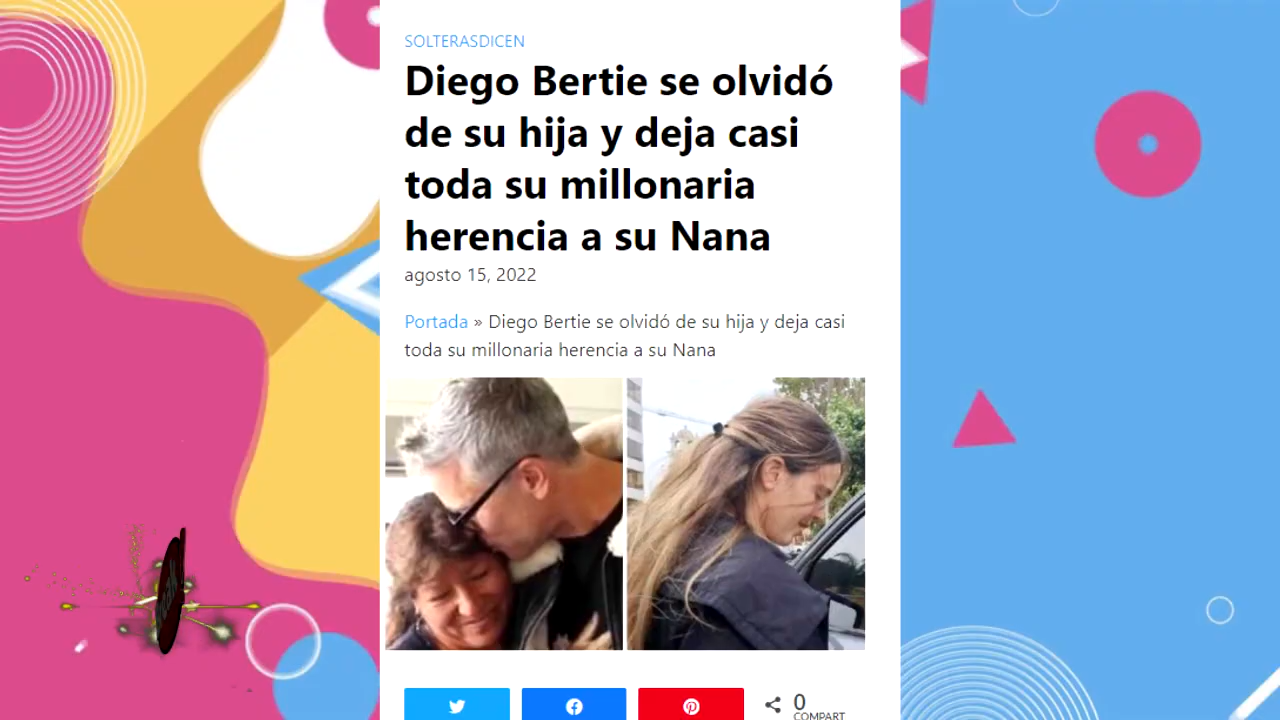 SOLTERASDICEN
Diego Bertie se olvidó
de su hija y deja casi
toda su millonaria
herencia a su Nana
agosto 15, 2022
Portada » Diego Bertie se olvidó de su hija y deja casi
toda su millonaria herencia a su Nana
0
COMPART